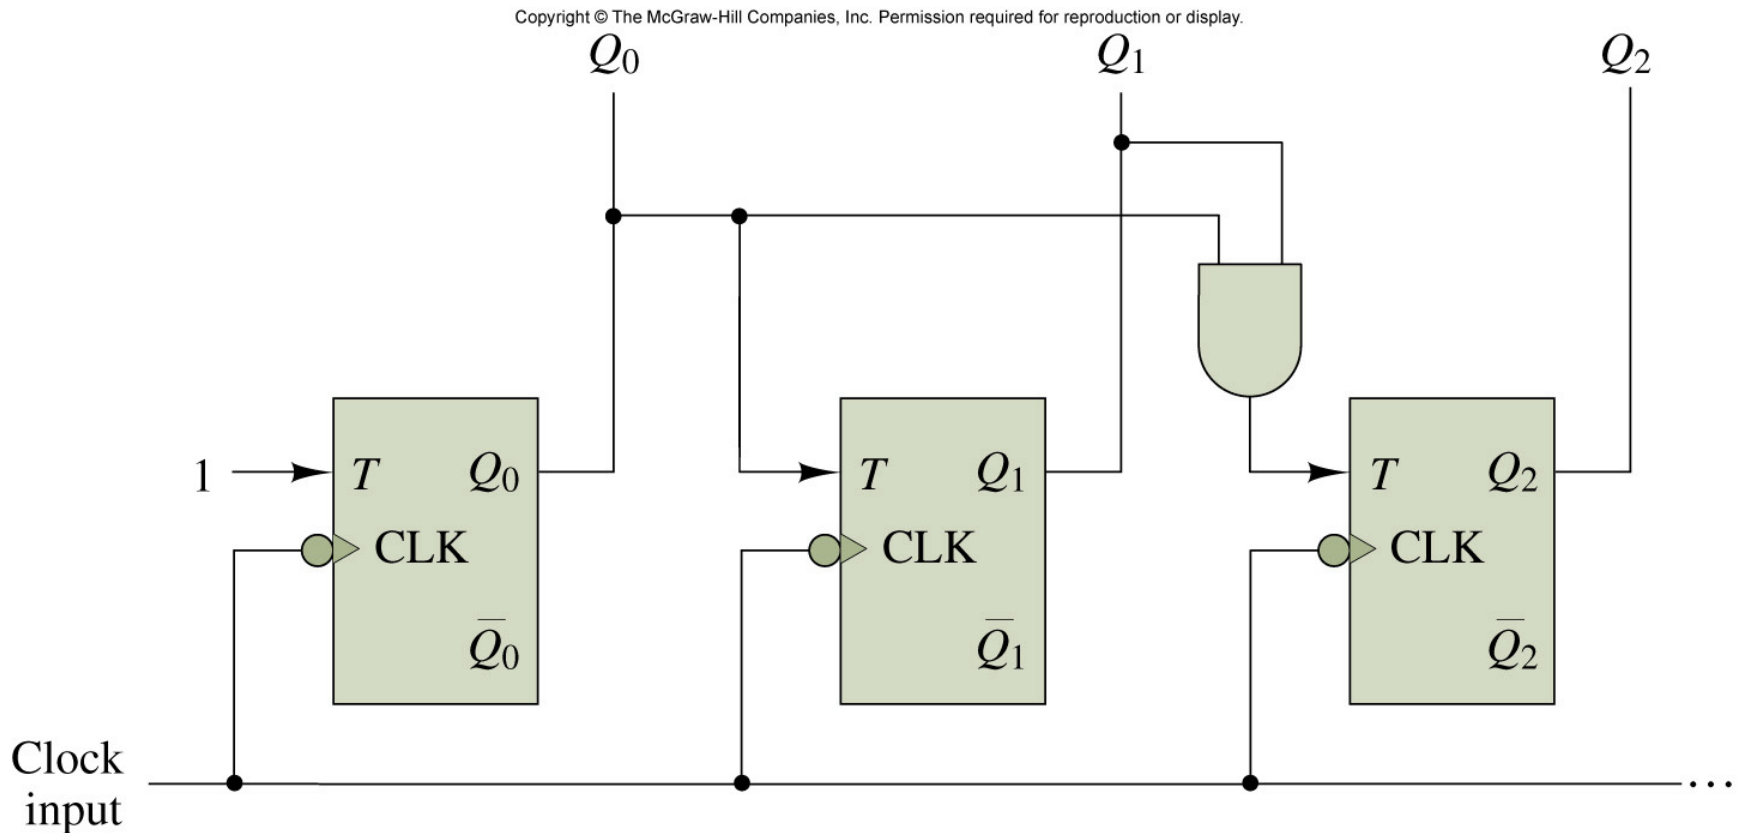 Copyright © The McGraw-Hill Companies, Inc. Permission required for reproduction or display.
Q₀ Q₁ Q₂
1 T Q₀ T Q₁ T Q₂
CLK CLK CLK
Q̅₀ Q̅₁ Q̅₂
Clock
input
...